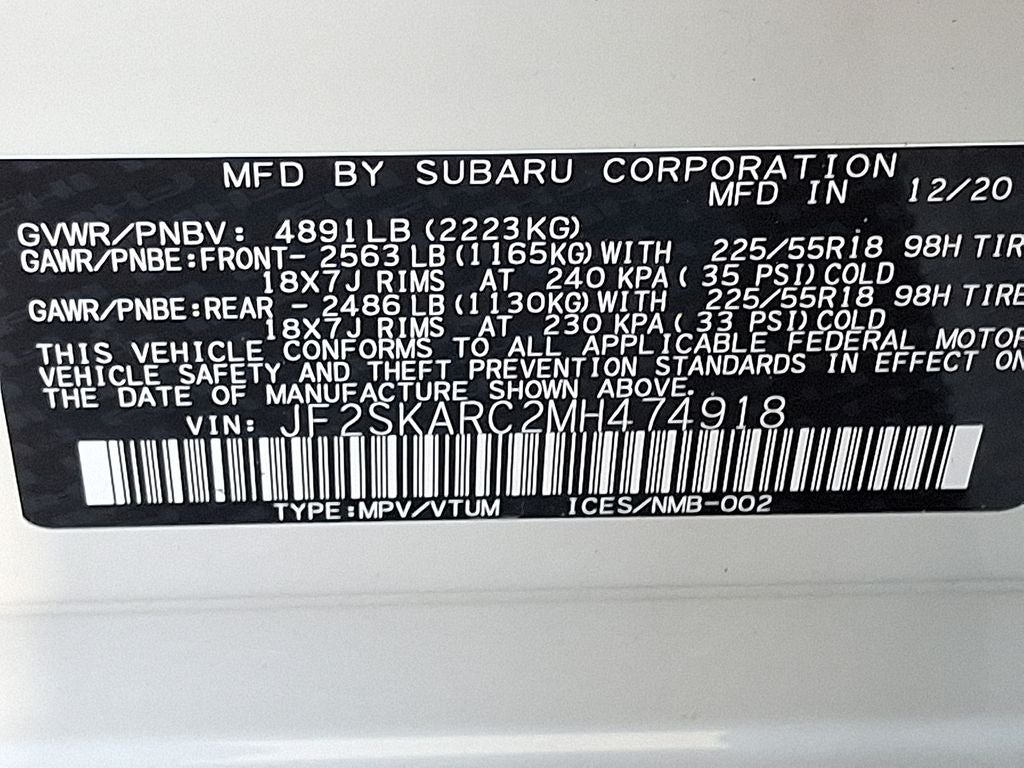 MFD BY SUBARU CORPORATION
MFD IN 12/20
GVWR/PNBV: 4891LB (2223KG)
GAWR/PNBE:FRONT- 2563LB (1165KG)WITH 225/55R18 98H TIR
18X7J RIMS AT 240 KPA ( 35 PSI) COLD
GAWR/PNBE:REAR - 2486LB (1130KG)WITH 225/55R18 98H TIRE
18X7J RIMS AT 230 KPA ( 33 PSI) COLD
THIS VEHICLE CONFORMS TO ALL APPLICABLE FEDERAL MOTOR
VEHICLE SAFETY AND THEFT PREVENTION STANDARDS IN EFFECT ON
THE DATE OF MANUFACTURE SHOWN ABOVE.
VIN: JF2SKARC2MH474918
TYPE:MPV/VTUM ICES/NMB-002